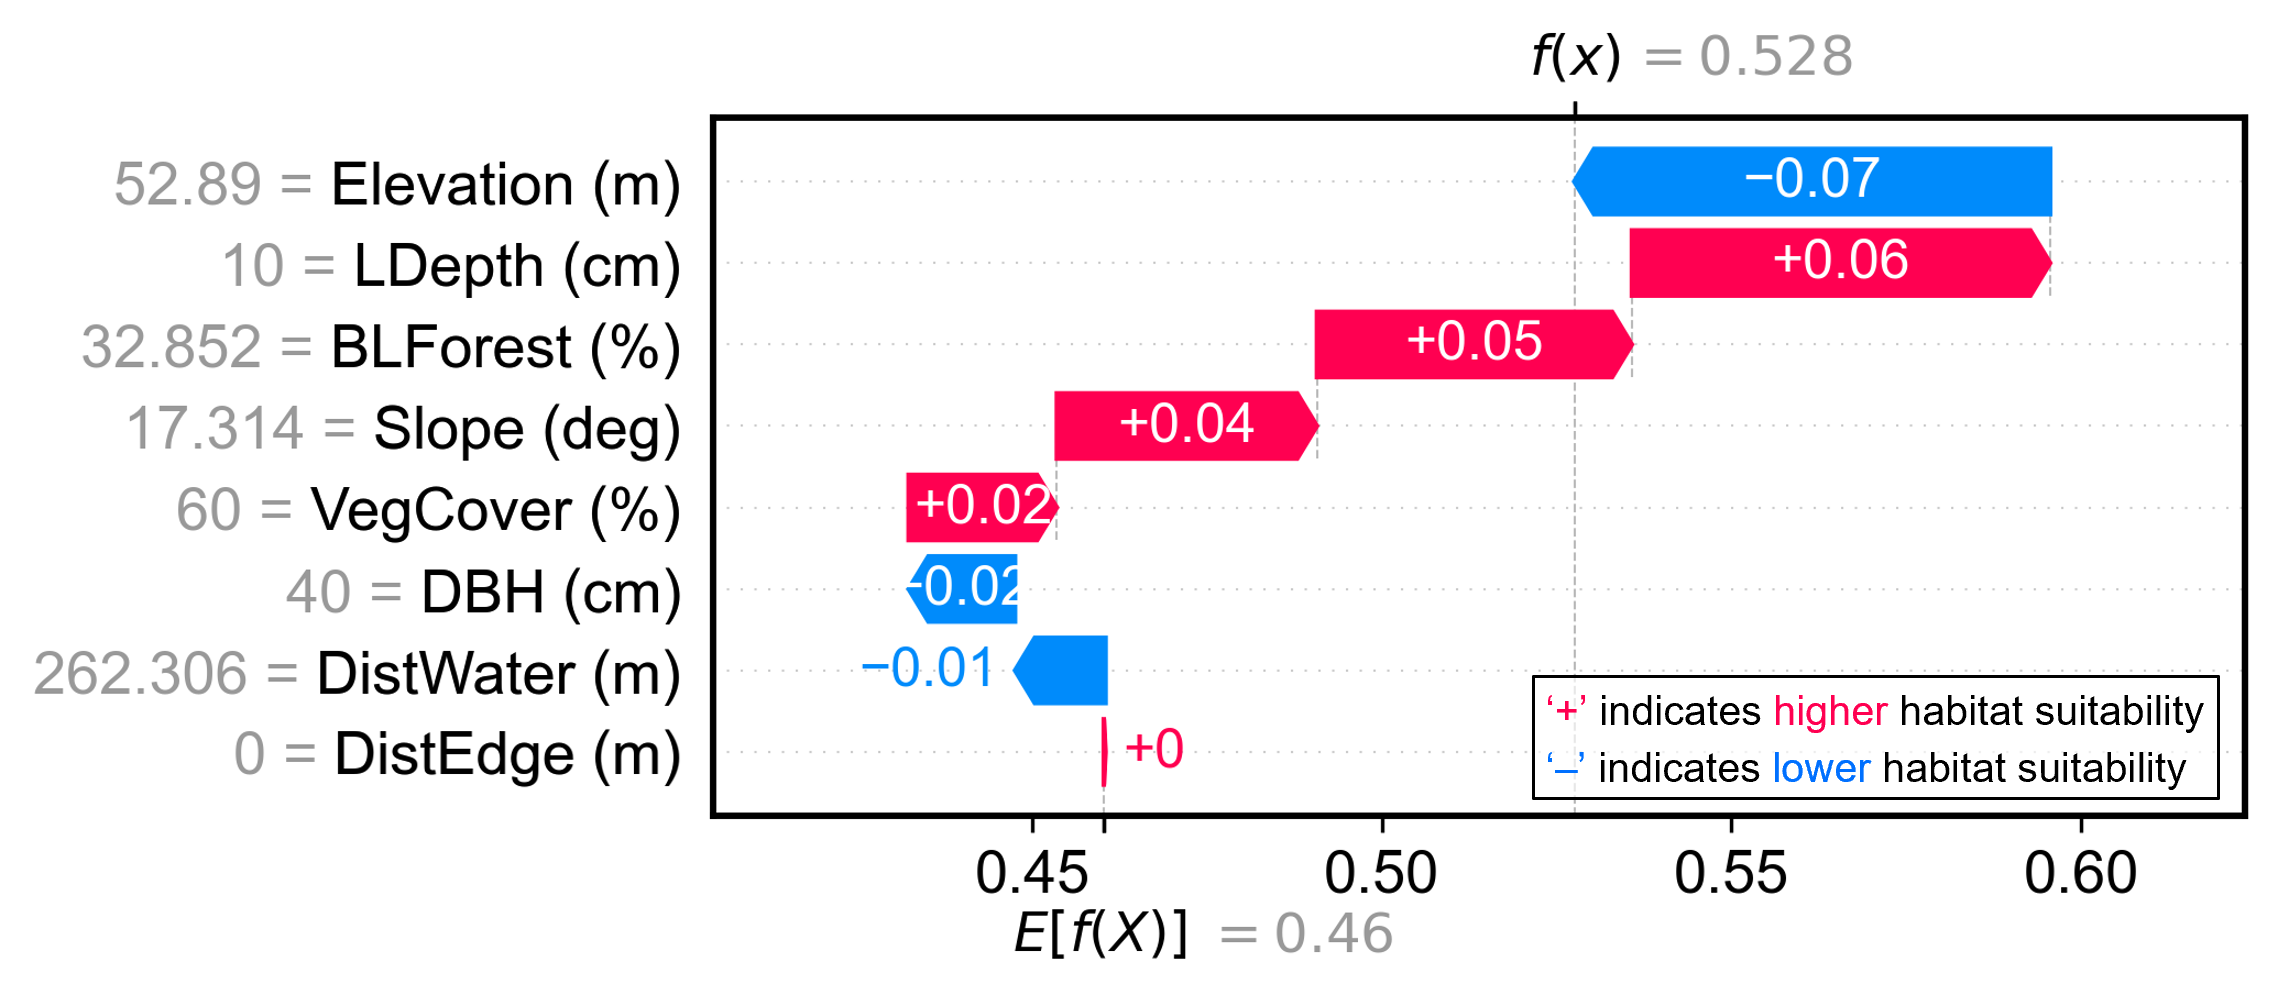 f(x) = 0.528
52.89 = Elevation (m) −0.07
10 = LDepth (cm) +0.06
32.852 = BLForest (%) +0.05
17.314 = Slope (deg) +0.04
60 = VegCover (%) +0.02
40 = DBH (cm) −0.02
262.306 = DistWater (m) −0.01
0 = DistEdge (m) +0
‘+’ indicates higher habitat suitability
‘–’ indicates lower habitat suitability
0.45 0.50 0.55 0.60
E[f(X)] = 0.46